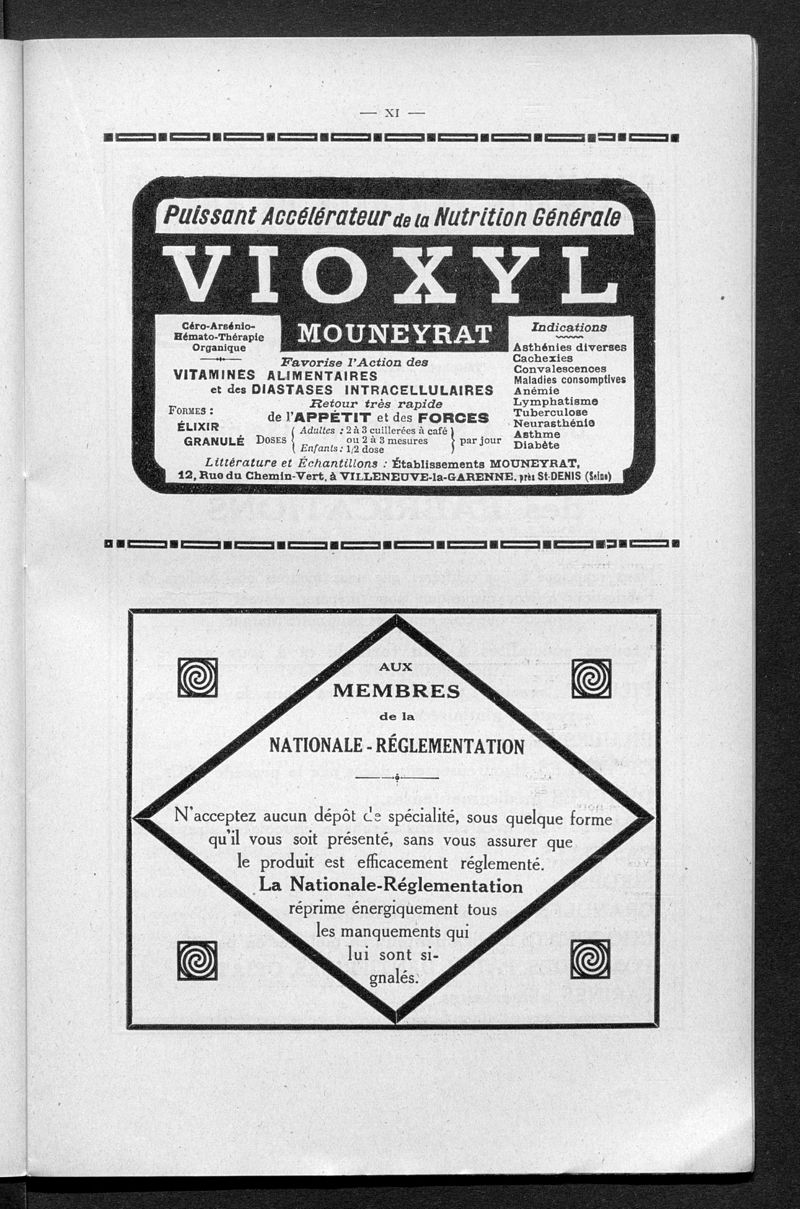 — XI —
Puissant Accélérateur de la Nutrition Générale
VIOXYL
MOUNEYRAT
Céro-Arsénio-
Hémato-Thérapie
Organique
Favorise l'Action des
VITAMINES ALIMENTAIRES
et des DIASTASES INTRACELLULAIRES
Retour très rapide
de l'APPÉTIT et des FORCES
FORMES :
ÉLIXIR
GRANULÉ
DOSES
Adultes : 2 à 3 cuillerées à café
ou 2 à 3 mesures
Enfants : 1/2 dose
par jour
Indications
Asthénies diverses
Cachexies
Convalescences
Maladies consomptives
Anémie
Lymphatisme
Tuberculose
Neurasthénie
Asthme
Diabète
Littérature et Échantillons : Établissements MOUNEYRAT,
12, Rue du Chemin-Vert, à VILLENEUVE-la-GARENNE, près St-DENIS (Seine)
AUX
MEMBRES
de la
NATIONALE-RÉGLEMENTATION
N'acceptez aucun dépôt de spécialité, sous quelque forme
qu'il vous soit présenté, sans vous assurer que
le produit est efficacement réglementé.
La Nationale-Réglementation
réprime énergiquement tous
les manquements qui
lui sont si-
gnalés.